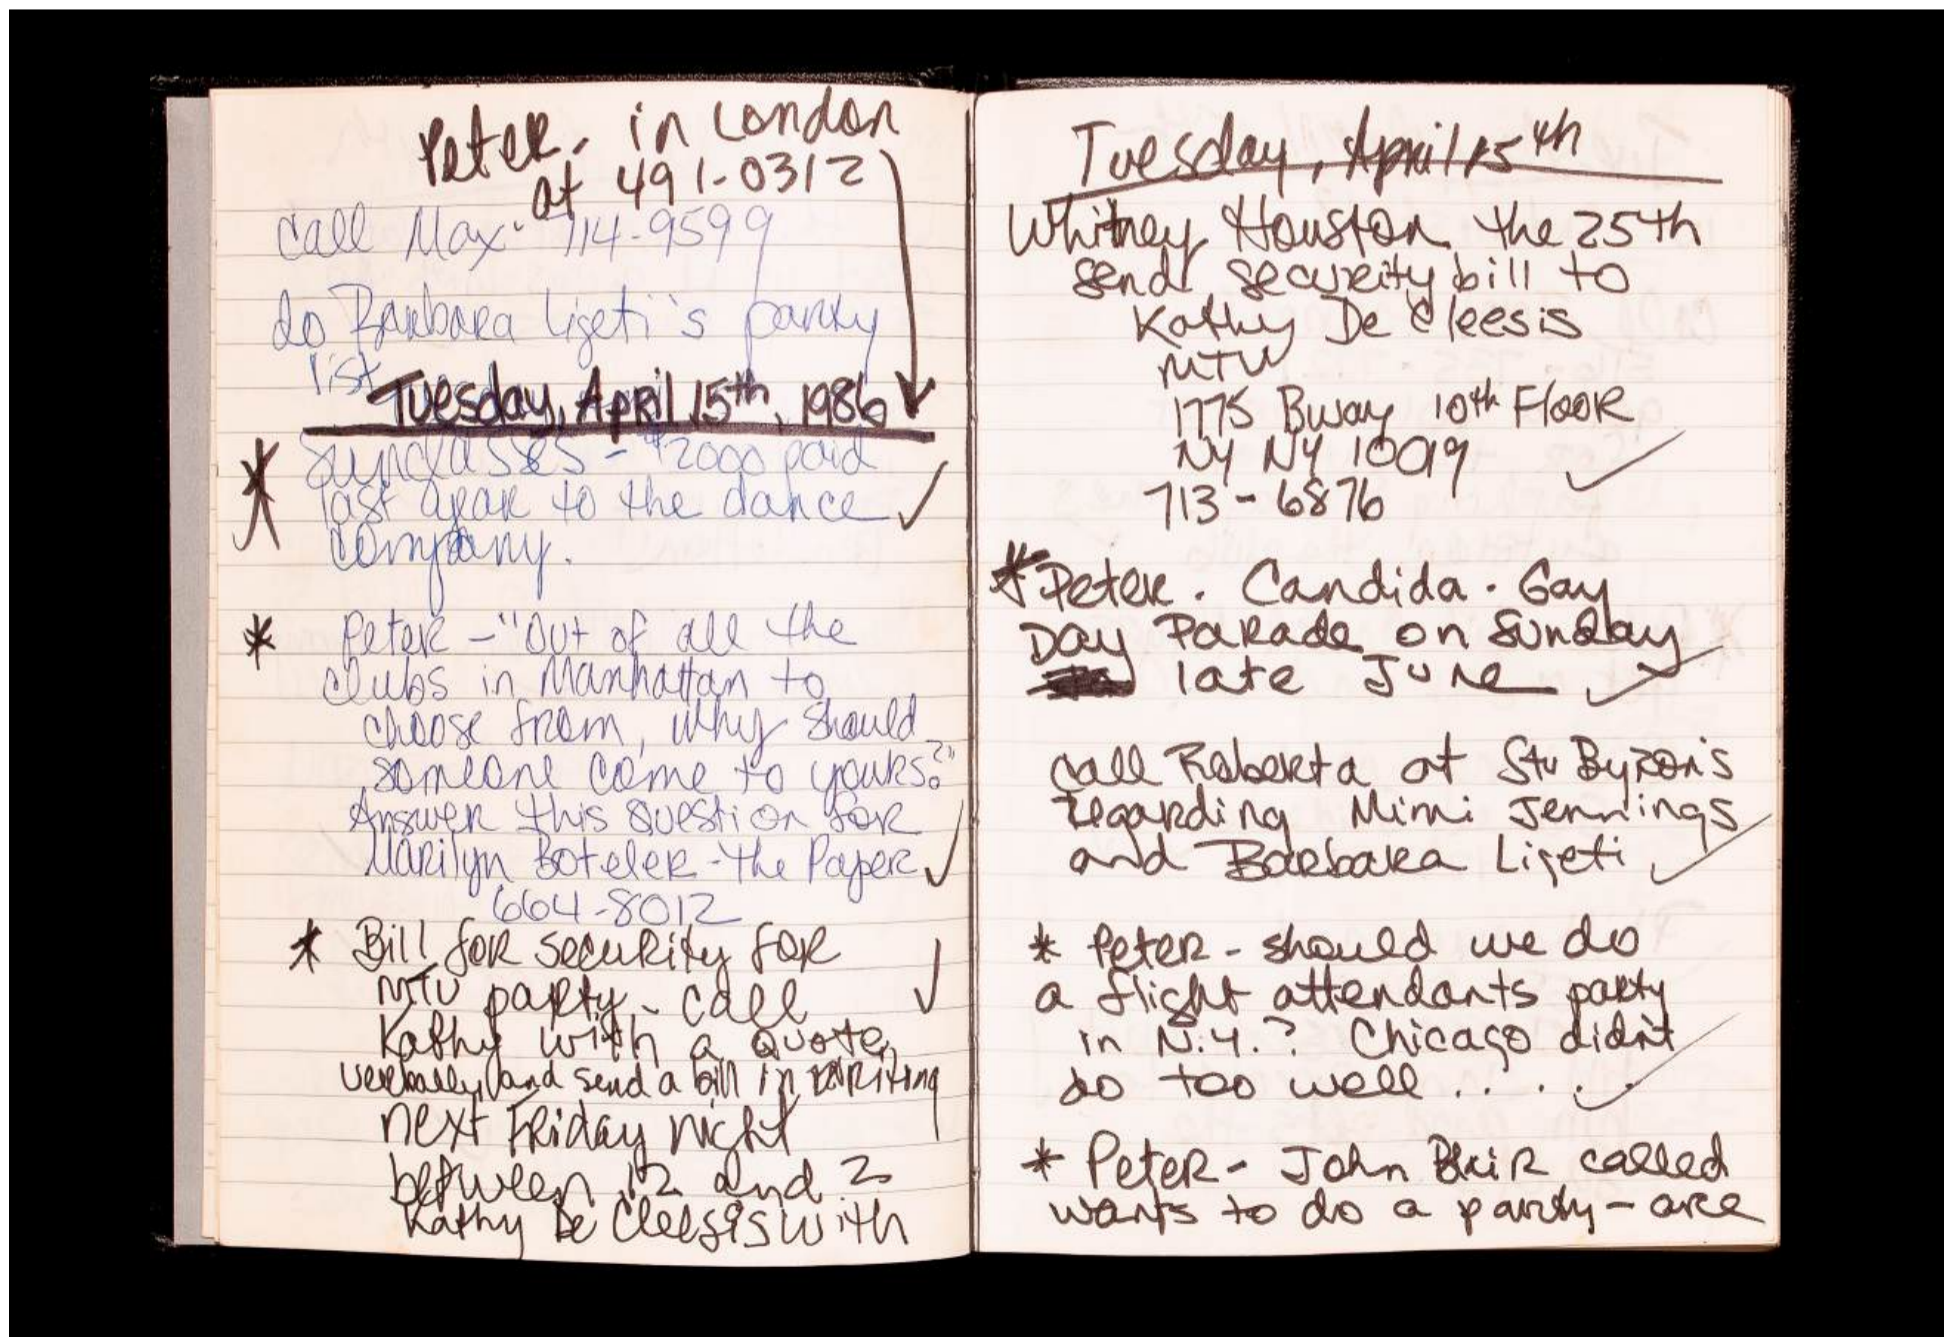 Peter - in London
at 491-0312
call Max - 714-9599
do Barbara Ligeti's party
list
Tuesday, April 15th, 1986
* Sunglasses - $2000 paid
last year to the dance
company.
* Peter - "Out of all the
clubs in Manhattan to
choose from, why should
someone come to yours?"
Answer this question for
Marilyn Boteler - the Paper
664-8012
* Bill for security for
MTV party - call
Kathy with a quote,
verbally, and send a bill in writing
next Friday night
between 12 and 2
Kathy De Cleesis with
Tuesday, April 15th
Whitney Houston the 25th
send security bill to
Kathy De Cleesis
MTV
1775 Bway 10th Floor
NY NY 10019
713-6876
* Peter. Candida. Gay
Day Parade on Sunday
late June
call Roberta at Stu Byron's
regarding Mimi Jennings
and Barbara Ligeti
* Peter - should we do
a flight attendants party
in N.Y.? Chicago didn't
do too well . . . .
* Peter - John Blair called
wants to do a party - are